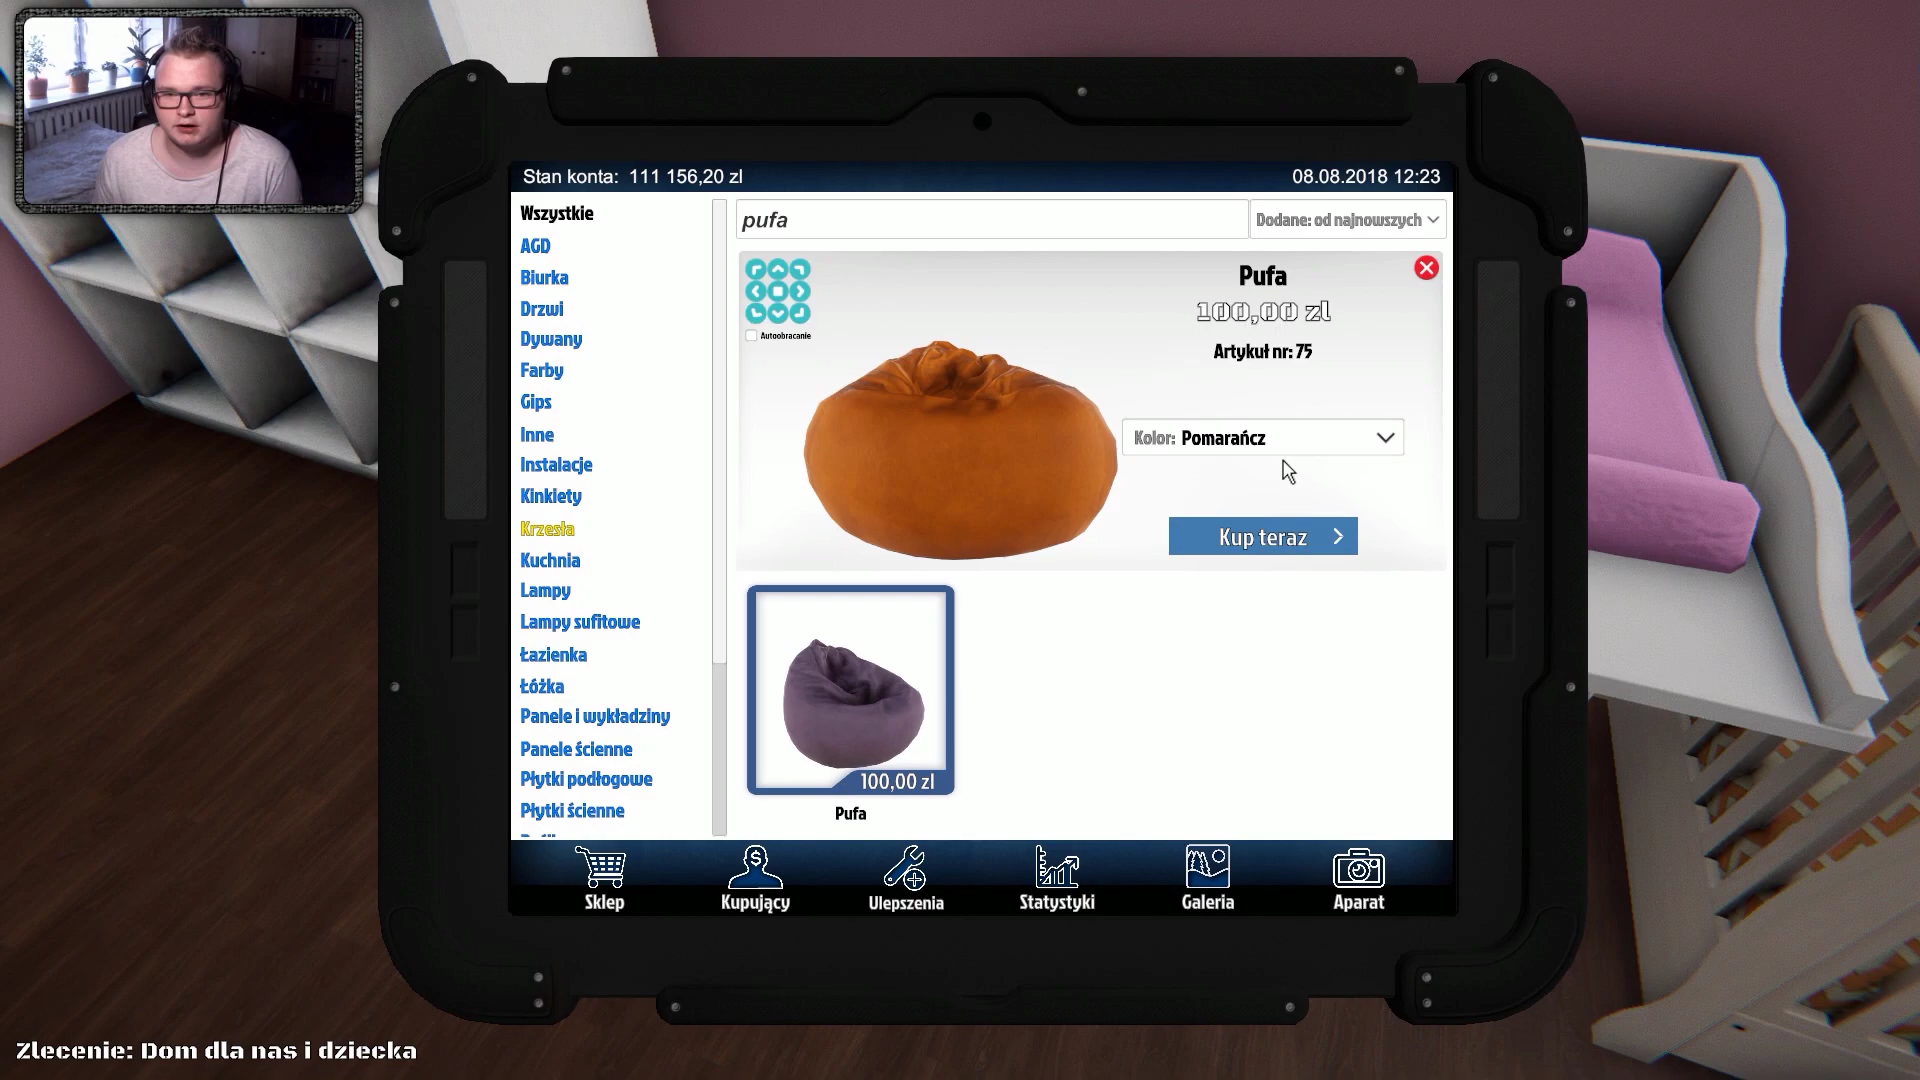 Stan konta: 111 156,20 zl
08.08.2018 12:23
Wszystkie
AGD
Biurka
Drzwi
Dywany
Farby
Gips
Inne
Instalacje
Kinkiety
Krzesła
Kuchnia
Lampy
Lampy sufitowe
Łazienka
Łóżka
Panele i wykładziny
Panele ścienne
Płytki podłogowe
Płytki ścienne
pufa
Dodane: od najnowszych
Autoobracanie
Pufa
100,00 zl
Artykuł nr: 75
Kolor: Pomarańcz
Kup teraz
100,00 zl
Pufa
Sklep
Kupujący
Ulepszenia
Statystyki
Galeria
Aparat
Zlecenie: Dom dla nas i dziecka